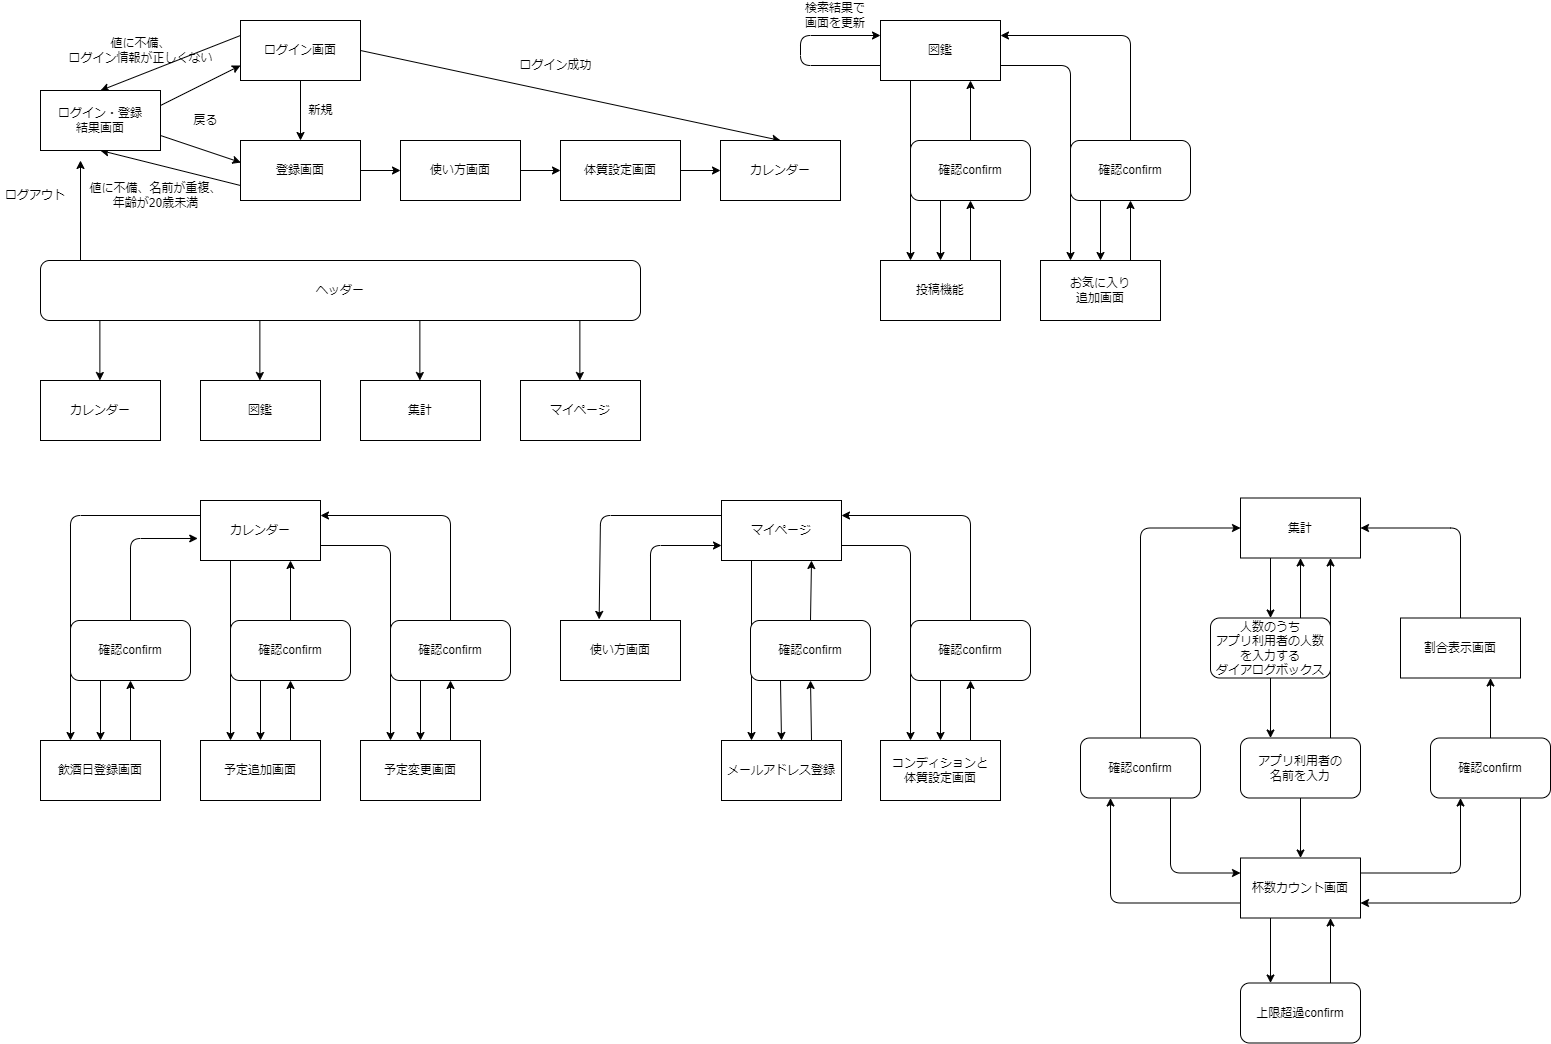 値に不備、
ログイン情報が正しくない
ログイン画面
ログイン成功
ログイン・登録
結果画面
戻る
新規
登録画面
使い方画面
体質設定画面
カレンダー
ログアウト
値に不備、名前が重複、
年齢が20歳未満
ヘッダー
カレンダー
図鑑
集計
マイページ
検索結果で
画面を更新
図鑑
確認confirm
確認confirm
投稿機能
お気に入り
追加画面
カレンダー
確認confirm
確認confirm
確認confirm
飲酒日登録画面
予定追加画面
予定変更画面
マイページ
使い方画面
確認confirm
確認confirm
メールアドレス登録
コンディションと
体質設定画面
集計
人数のうち
アプリ利用者の人数
を入力する
ダイアログボックス
割合表示画面
確認confirm
アプリ利用者の
名前を入力
確認confirm
杯数カウント画面
上限超過confirm